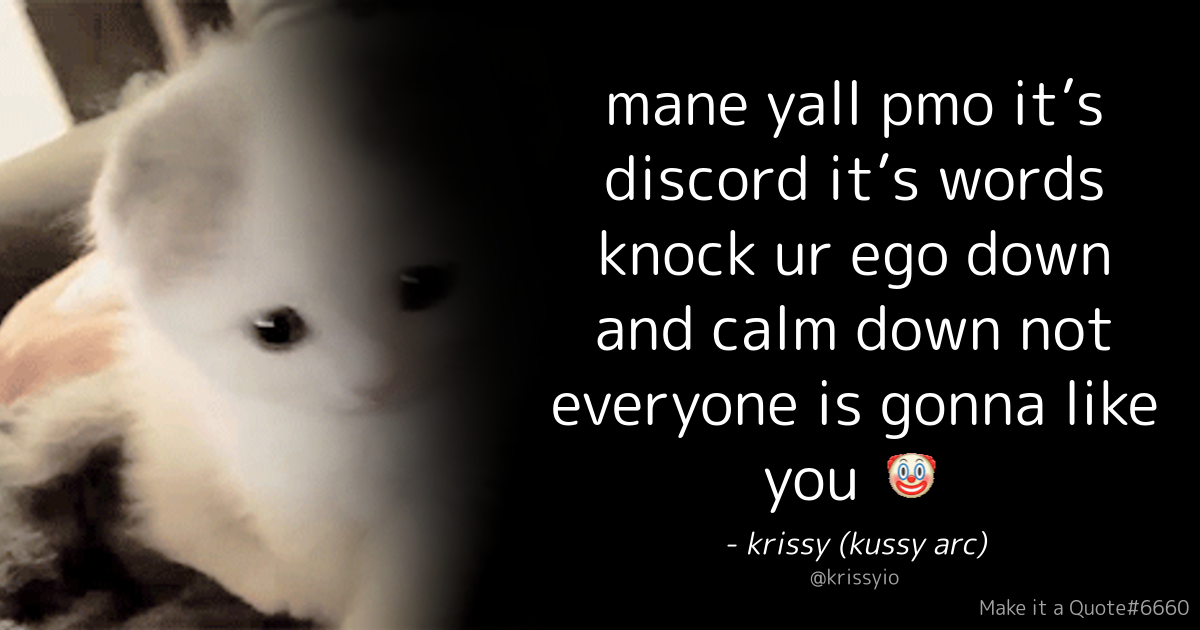 mane yall pmo it’s
discord it’s words
knock ur ego down
and calm down not
everyone is gonna like
you 🤡
- krissy (kussy arc)
@krissyio
Make it a Quote#6660